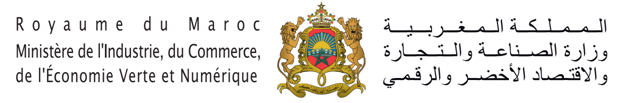 Royaume du Maroc
Ministère de l'Industrie, du Commerce,
de l'Économie Verte et Numérique
المملكة المغربية
وزارة الصناعة والتجارة
والاقتصاد الأخضر والرقمي